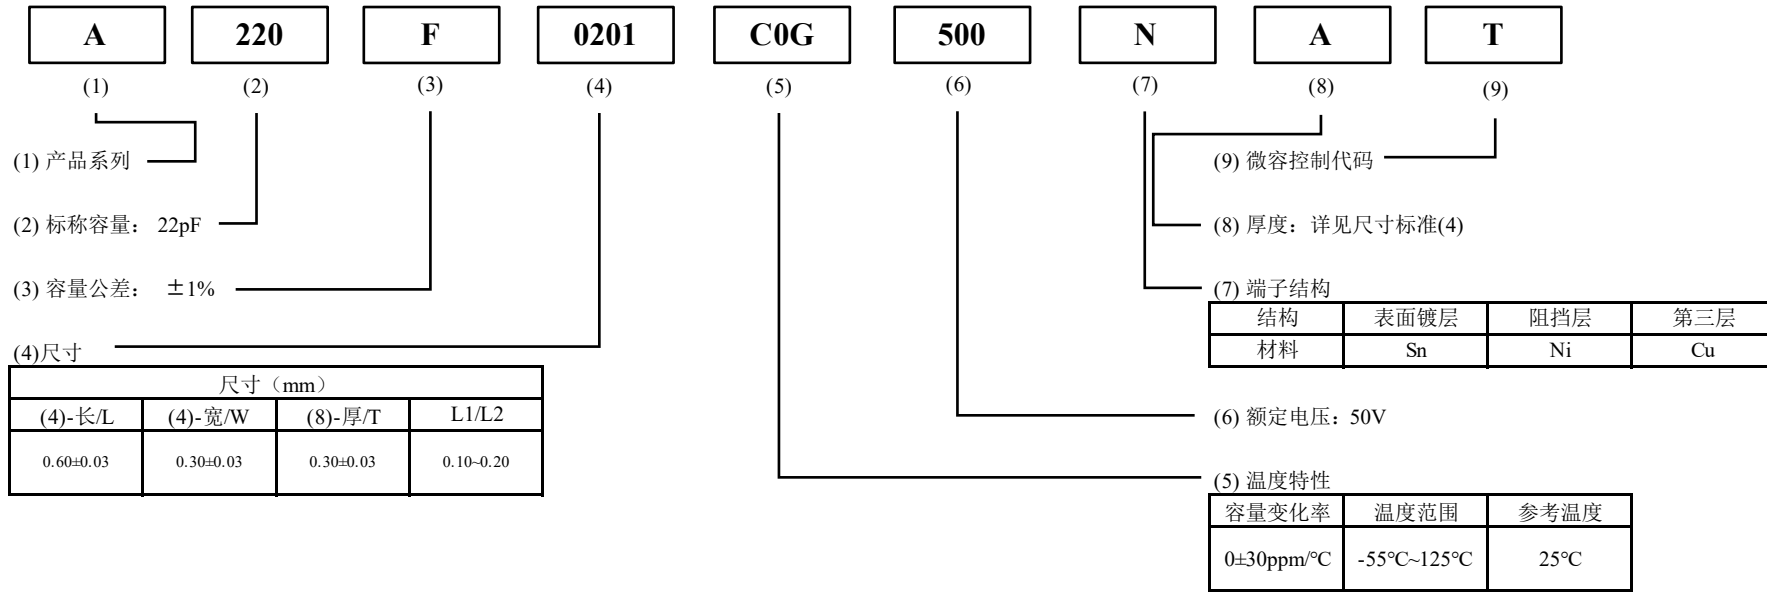 A 220 F 0201 C0G 500 N A T
(1) (2) (3) (4) (5) (6) (7) (8) (9)
(1) 产品系列
(9) 微容控制代码
(2) 标称容量： 22pF
(8) 厚度：详见尺寸标准(4)
(3) 容量公差： ±1%
(7) 端子结构
结构 表面镀层 阻挡层 第三层
材料 Sn Ni Cu
(4)尺寸
尺寸（mm）
(4)-长/L (4)-宽/W (8)-厚/T L1/L2
0.60±0.03 0.30±0.03 0.30±0.03 0.10~0.20
(6) 额定电压：50V
(5) 温度特性
容量变化率 温度范围 参考温度
0±30ppm/℃ -55℃~125℃ 25℃